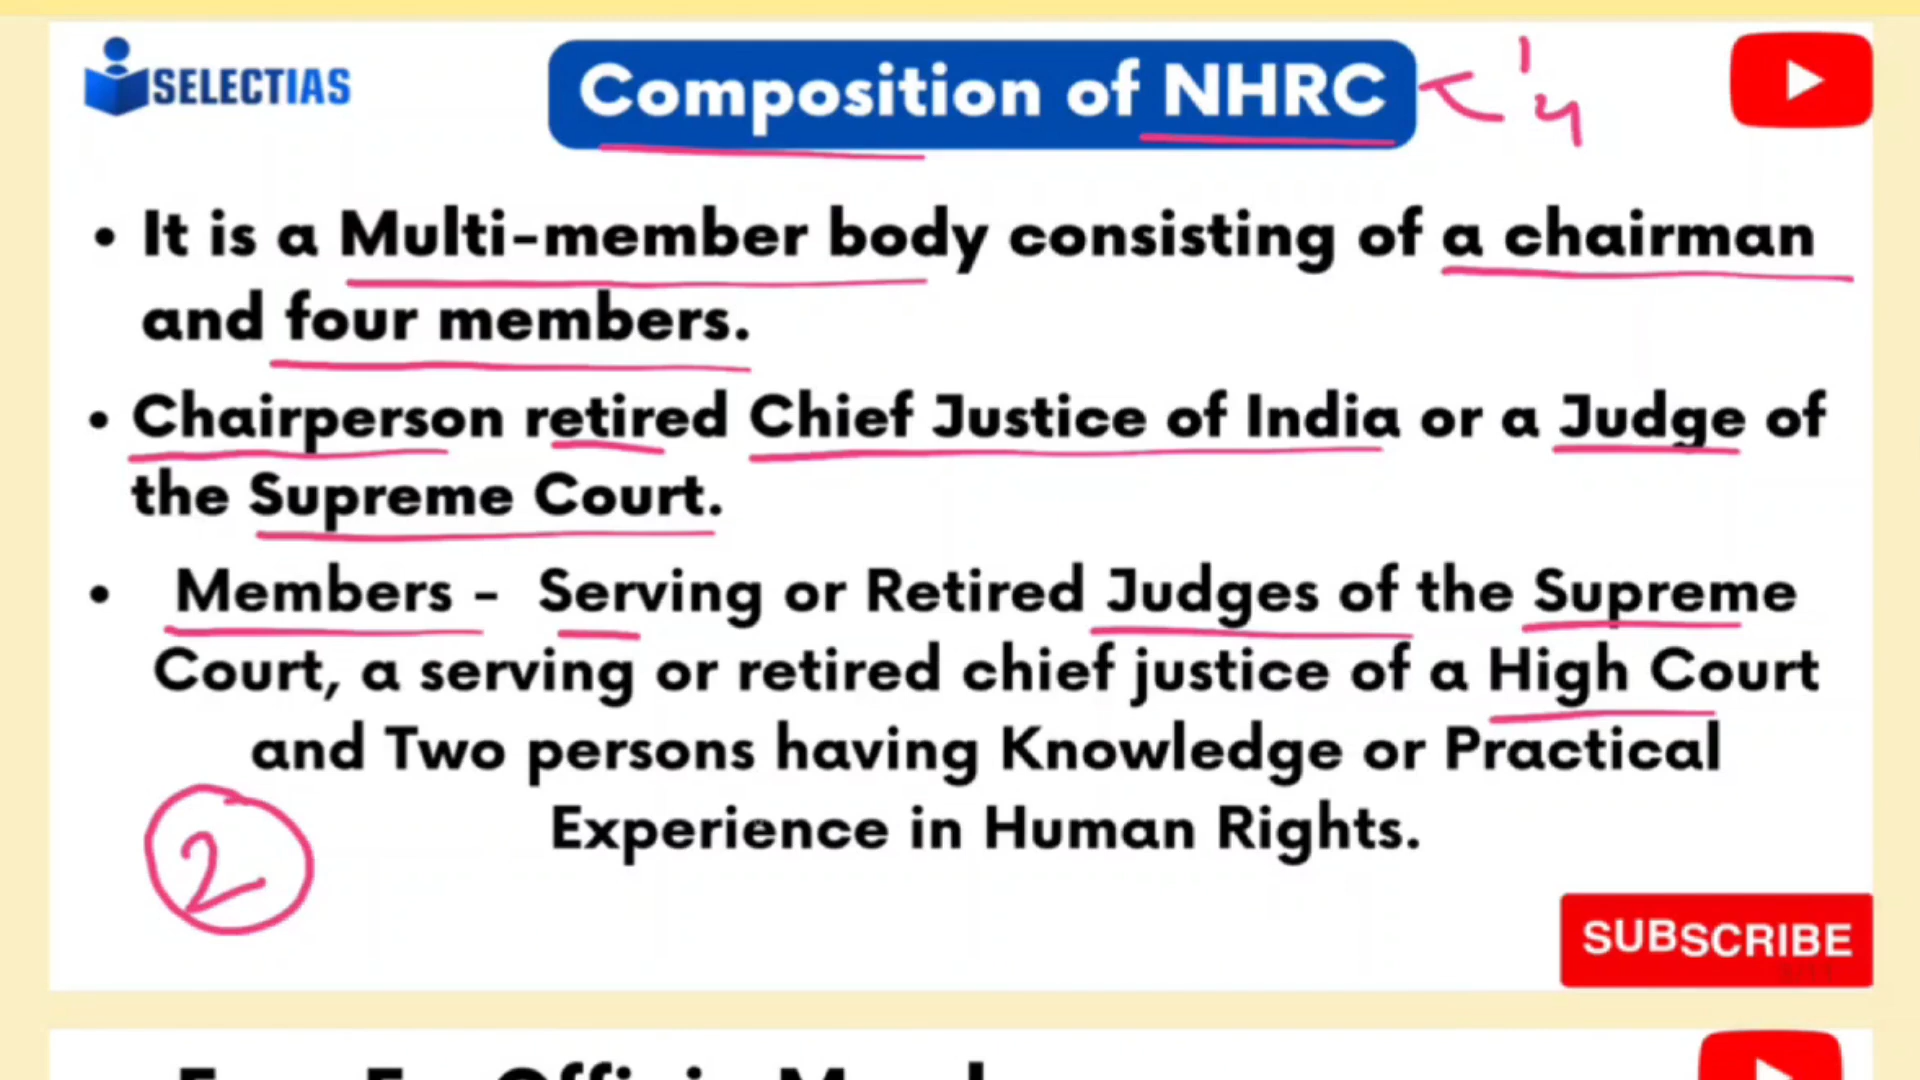 SELECTIAS
Composition of NHRC
1
4
• It is a Multi-member body consisting of a chairman
and four members.
• Chairperson retired Chief Justice of India or a Judge of
the Supreme Court.
• Members - Serving or Retired Judges of the Supreme
Court, a serving or retired chief justice of a High Court
and Two persons having Knowledge or Practical
Experience in Human Rights.
2
SUBSCRIBE